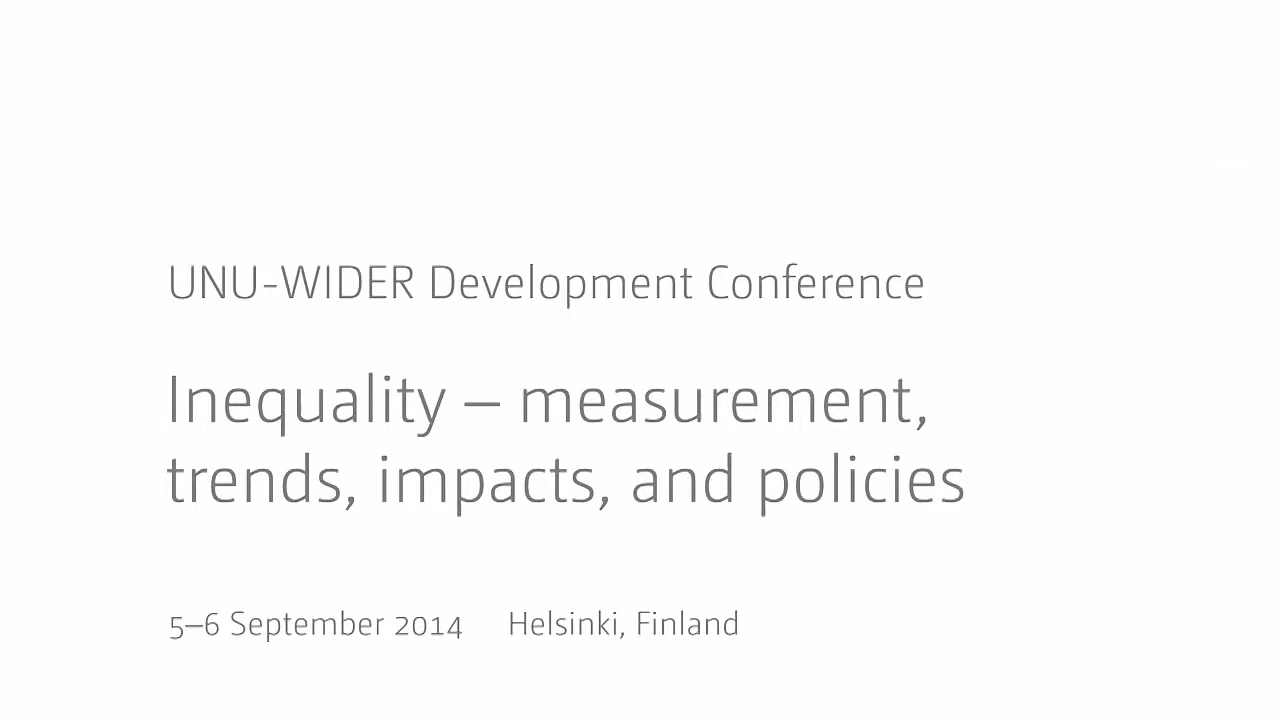 UNU-WIDER Development Conference
Inequality – measurement,
trends, impacts, and policies
5–6 September 2014 Helsinki, Finland